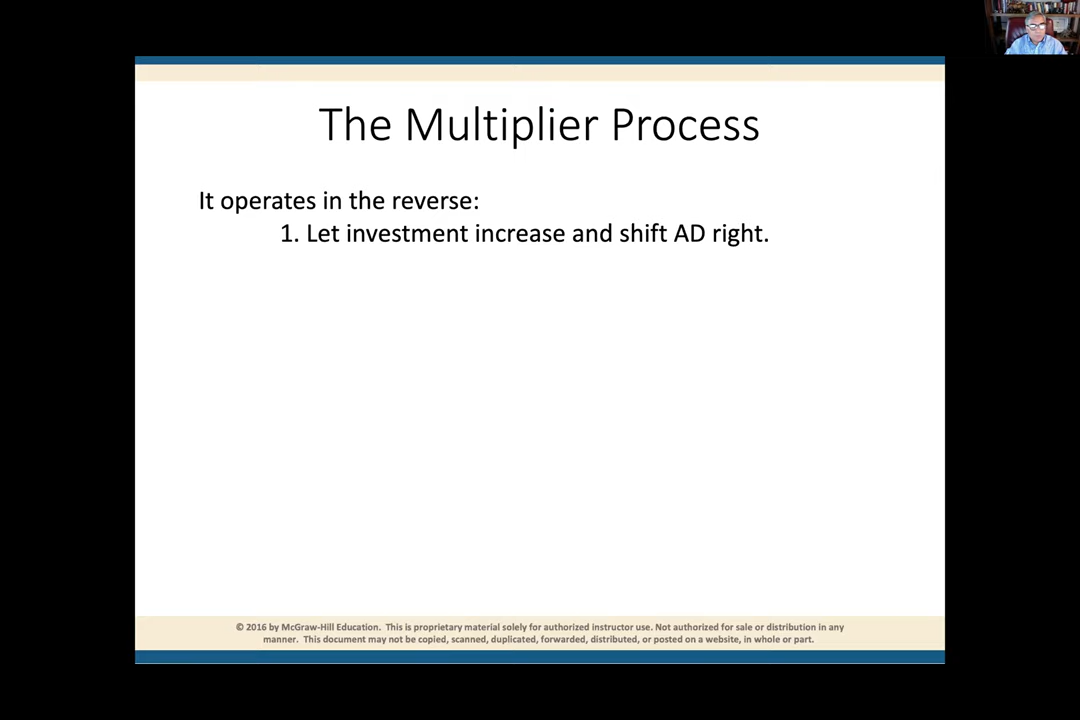 The Multiplier Process
It operates in the reverse:
1. Let investment increase and shift AD right.
© 2016 by McGraw-Hill Education. This is proprietary material solely for authorized instructor use. Not authorized for sale or distribution in any
manner. This document may not be copied, scanned, duplicated, forwarded, distributed, or posted on a website, in whole or part.